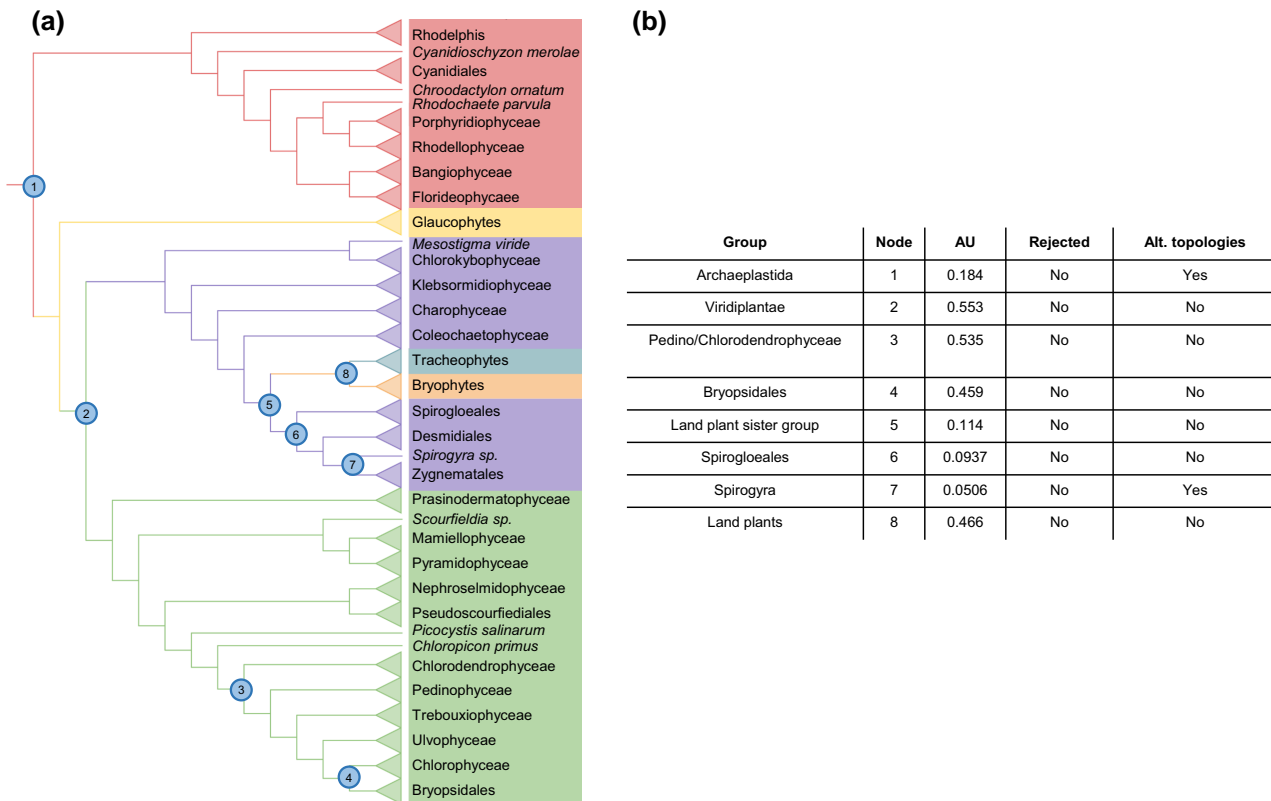 (a)
Rhodelphis
Cyanidioschyzon merolae
Cyanidiales
Chroodactylon ornatum
Rhodochaete parvula
Porphyridiophyceae
Rhodellophyceae
Bangiophyceae
Florideophycaee
Glaucophytes
Mesostigma viride
Chlorokybophyceae
Klebsormidiophyceae
Charophyceae
Coleochaetophyceae
Tracheophytes
Bryophytes
Spirogloeales
Desmidiales
Spirogyra sp.
Zygnematales
Prasinodermatophyceae
Scourfieldia sp.
Mamiellophyceae
Pyramidophyceae
Nephroselmidophyceae
Pseudoscourfiediales
Picocystis salinarum
Chloropicon primus
Chlorodendrophyceae
Pedinophyceae
Trebouxiophyceae
Ulvophyceae
Chlorophyceae
Bryopsidales
1
2
8
5
6
7
3
4
(b)
Group Node AU Rejected Alt. topologies
Archaeplastida 1 0.184 No Yes
Viridiplantae 2 0.553 No No
Pedino/Chlorodendrophyceae 3 0.535 No No
Bryopsidales 4 0.459 No No
Land plant sister group 5 0.114 No No
Spirogloeales 6 0.0937 No No
Spirogyra 7 0.0506 No Yes
Land plants 8 0.466 No No